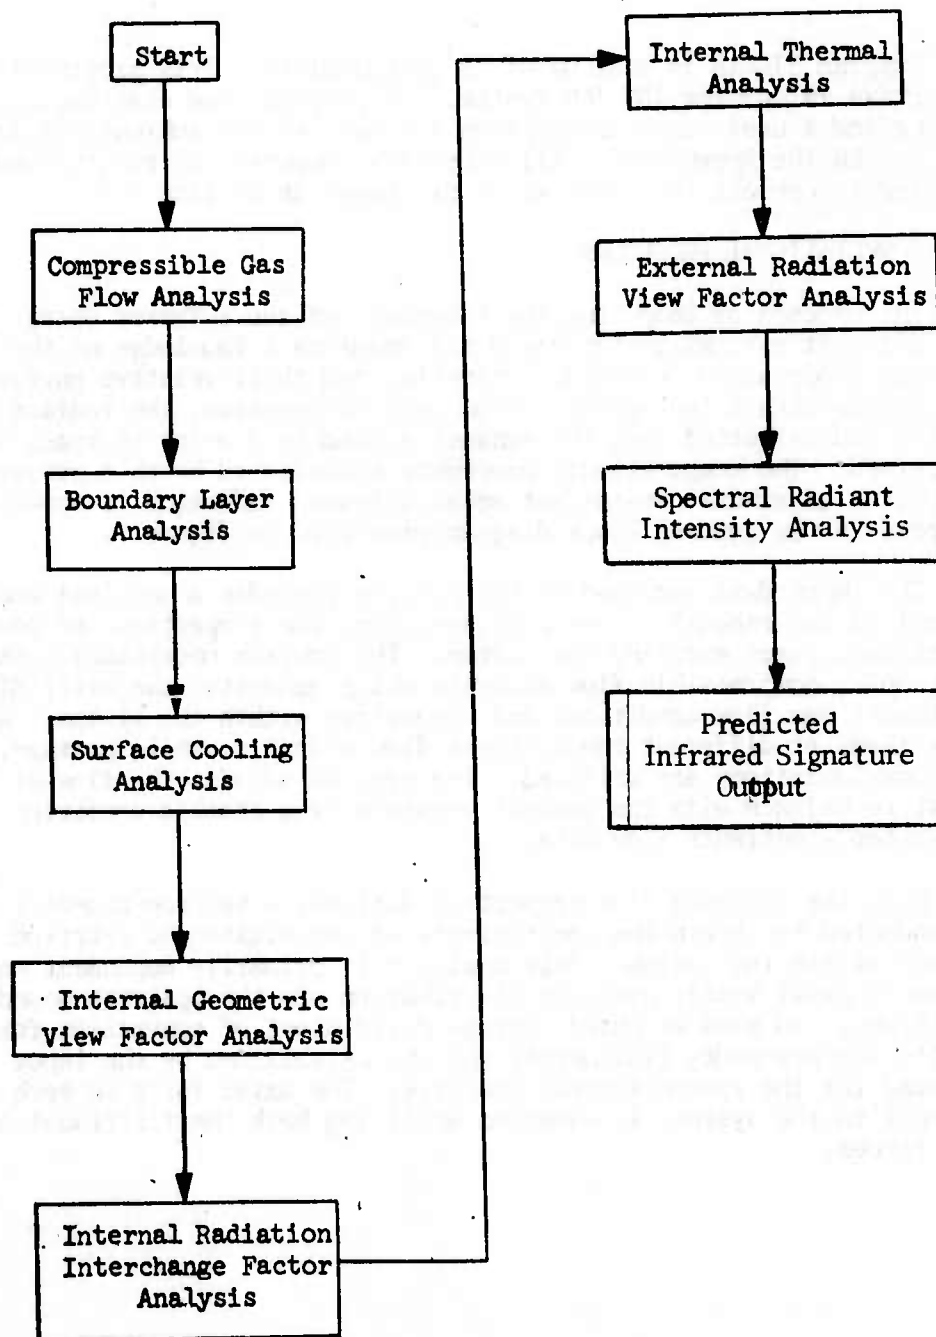 Start
Compressible Gas
Flow Analysis
Boundary Layer
Analysis
Surface Cooling
Analysis
Internal Geometric
View Factor Analysis
Internal Radiation
Interchange Factor
Analysis
Internal Thermal
Analysis
External Radiation
View Factor Analysis
Spectral Radiant
Intensity Analysis
Predicted
Infrared Signature
Output